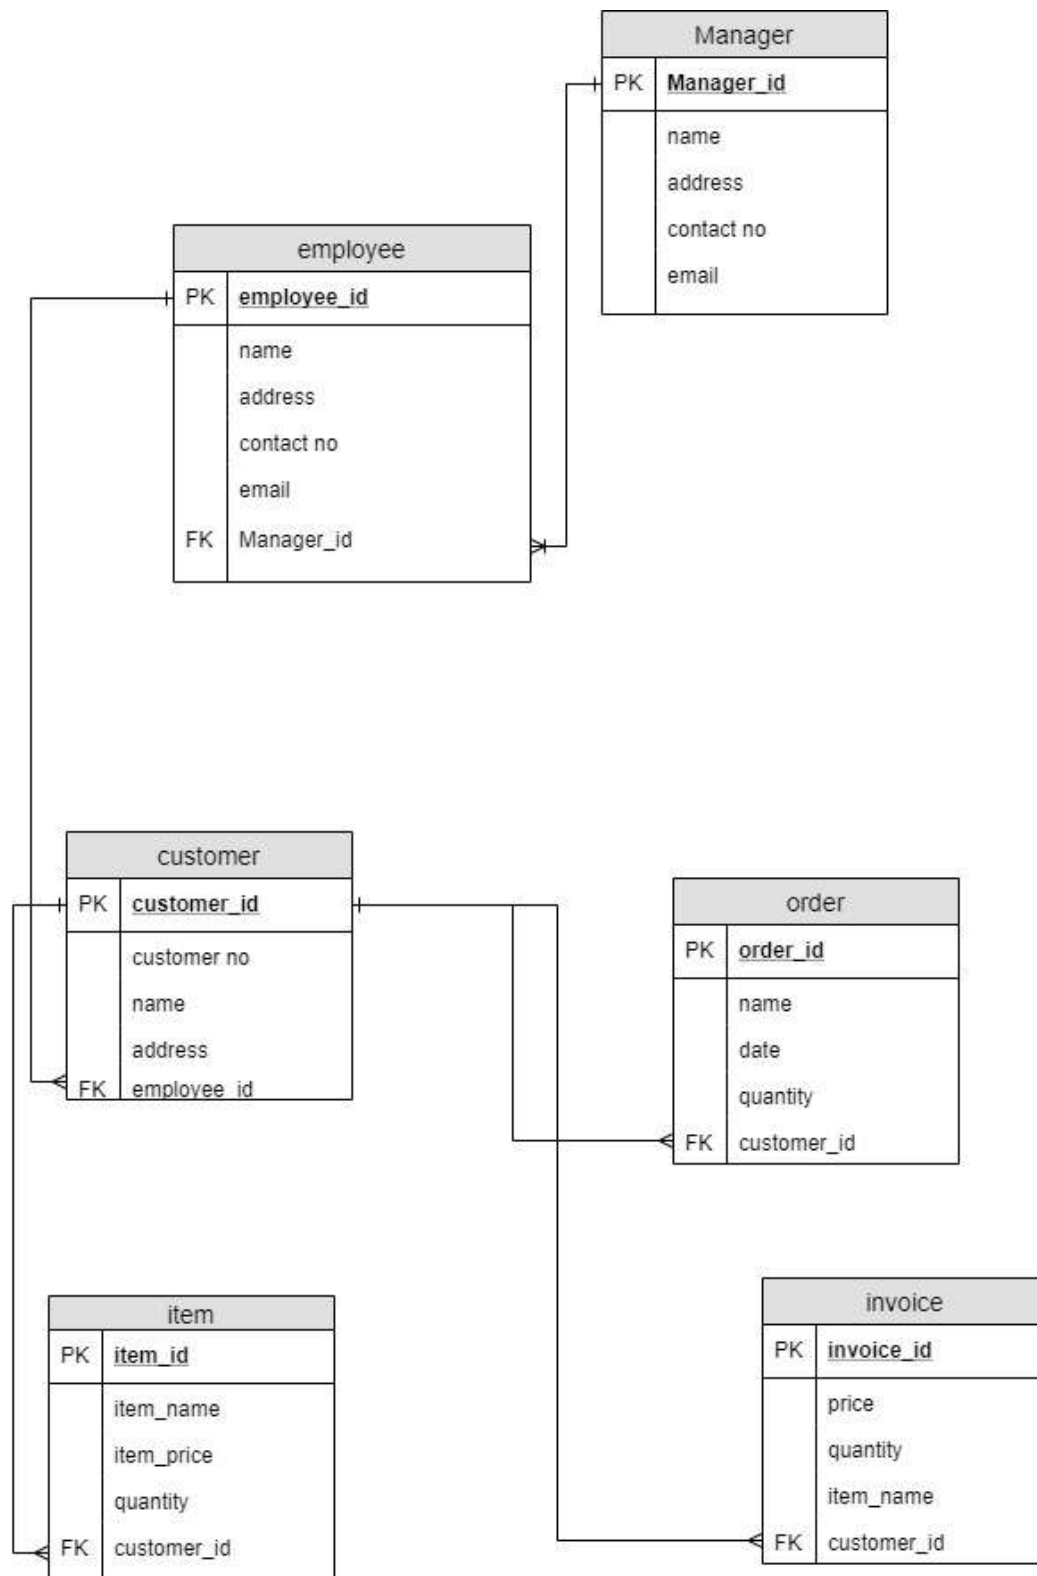 Manager
PK Manager_id
name
address
contact no
email
employee
PK employee_id
name
address
contact no
email
FK Manager_id
customer
PK customer_id
customer no
name
address
FK employee_id
order
PK order_id
name
date
quantity
FK customer_id
item
PK item_id
item_name
item_price
quantity
FK customer_id
invoice
PK invoice_id
price
quantity
item_name
FK customer_id